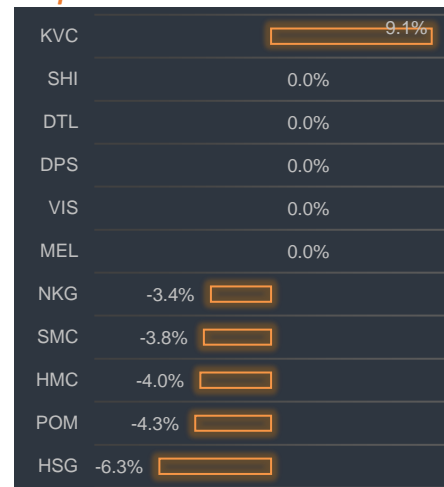 KVC 9.1%
SHI 0.0%
DTL 0.0%
DPS 0.0%
VIS 0.0%
MEL 0.0%
NKG -3.4%
SMC -3.8%
HMC -4.0%
POM -4.3%
HSG -6.3%